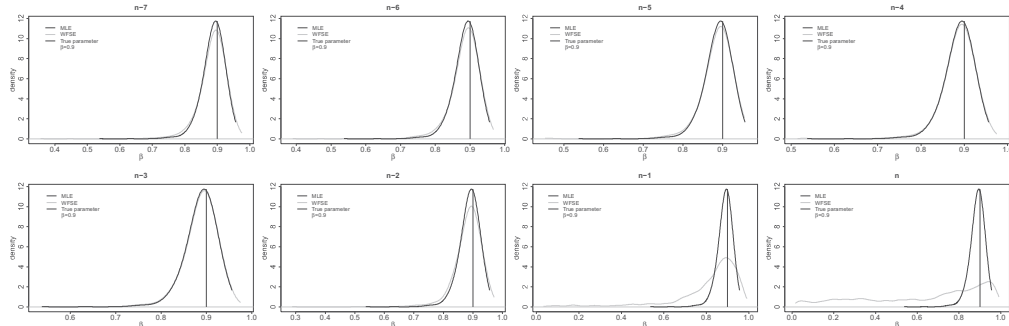 n−7
12
10
8
6
4
2
0
density
MLE
WFSE
True parameter
β=0.9
0.4 0.5 0.6 0.7 0.8 0.9 1.0
β
n−6
12
10
8
6
4
2
0
density
MLE
WFSE
True parameter
β=0.9
0.4 0.5 0.6 0.7 0.8 0.9 1.0
β
n−5
12
10
8
6
4
2
0
density
MLE
WFSE
True parameter
β=0.9
0.5 0.6 0.7 0.8 0.9 1.0
β
n−4
12
10
8
6
4
2
0
density
MLE
WFSE
True parameter
β=0.9
0.5 0.6 0.7 0.8 0.9 1.0
β
n−3
12
10
8
6
4
2
0
density
MLE
WFSE
True parameter
β=0.9
0.6 0.7 0.8 0.9 1.0
β
n−2
12
10
8
6
4
2
0
density
MLE
WFSE
True parameter
β=0.9
0.3 0.4 0.5 0.6 0.7 0.8 0.9 1.0
β
n−1
12
10
8
6
4
2
0
density
MLE
WFSE
True parameter
β=0.9
0.0 0.2 0.4 0.6 0.8 1.0
β
n
12
10
8
6
4
2
0
density
MLE
WFSE
True parameter
β=0.9
0.0 0.2 0.4 0.6 0.8 1.0
β